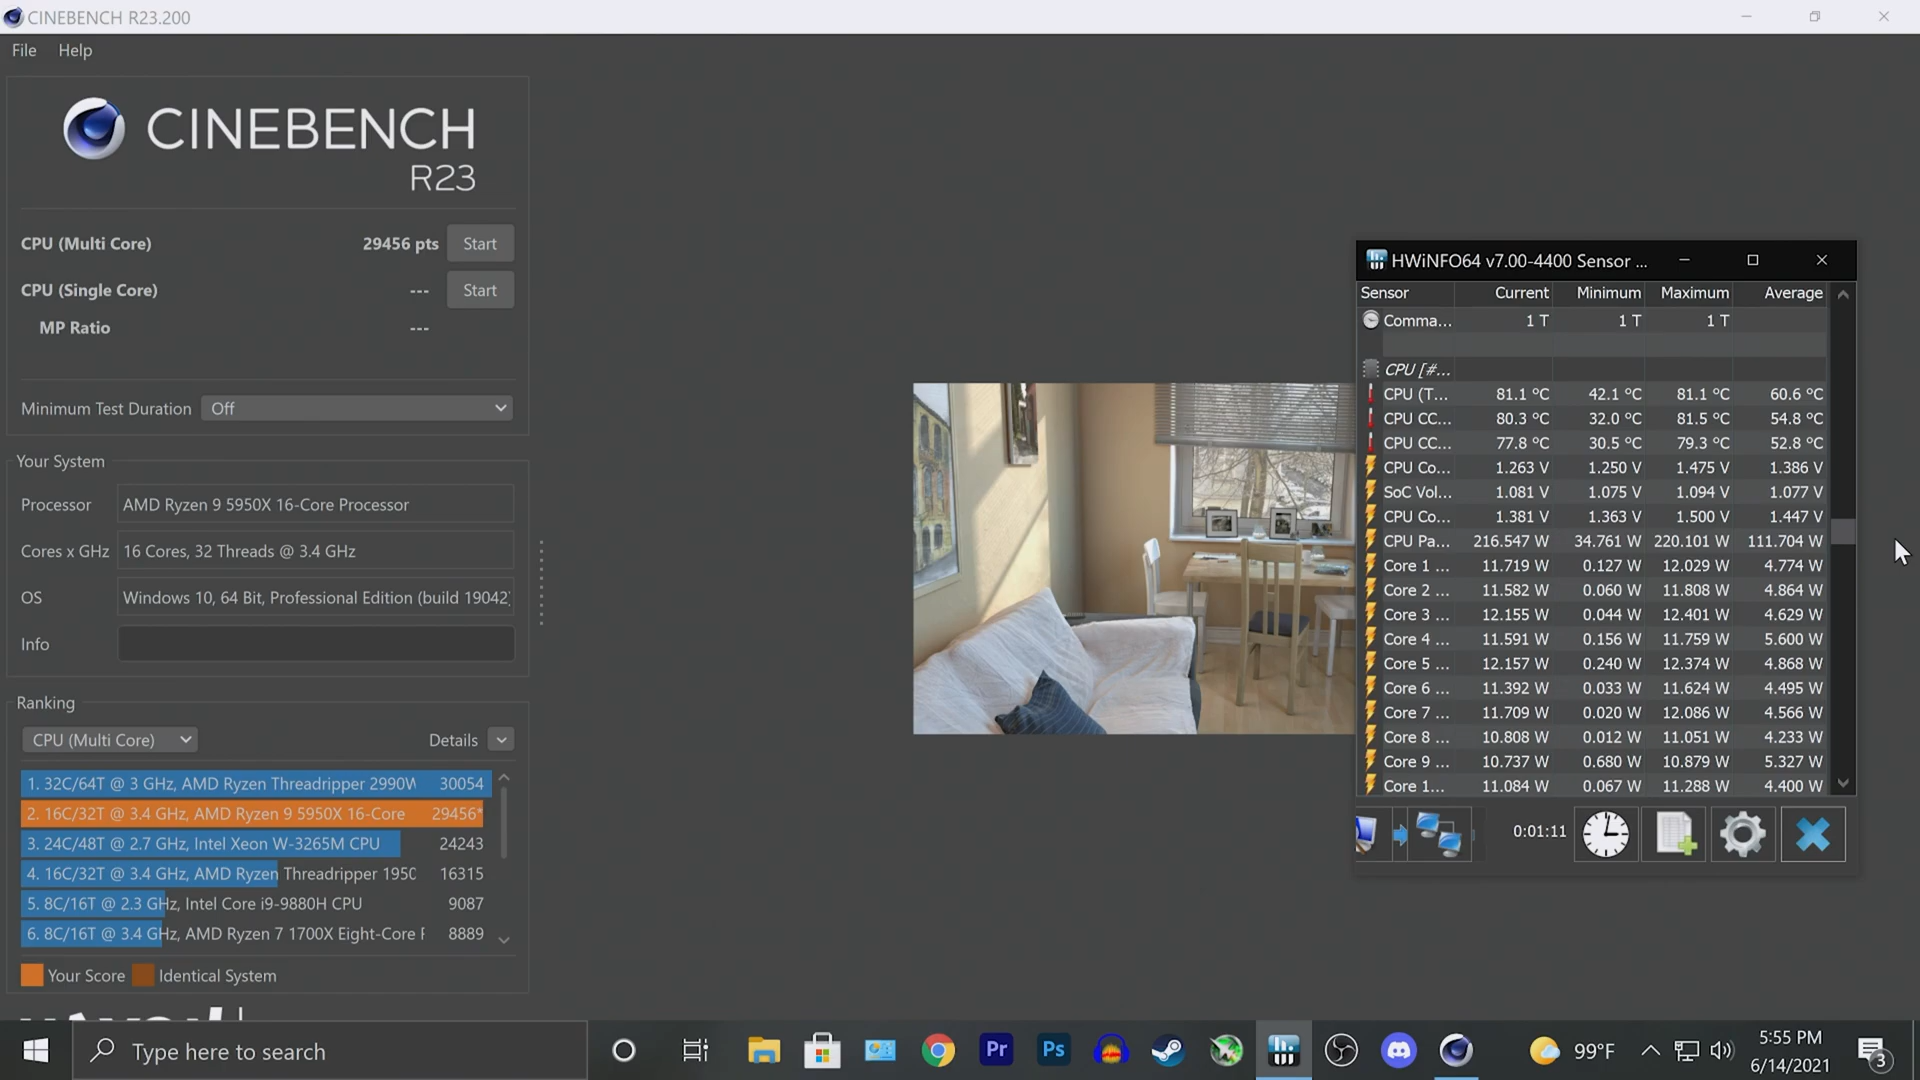 CINEBENCH R23.200
File Help
CINEBENCH
R23
CPU (Multi Core) 29456 pts Start
CPU (Single Core) --- Start
MP Ratio ---
Minimum Test Duration Off
Your System
Processor AMD Ryzen 9 5950X 16-Core Processor
Cores x GHz 16 Cores, 32 Threads @ 3.4 GHz
OS Windows 10, 64 Bit, Professional Edition (build 19042)
Info
Ranking
CPU (Multi Core) Details
1. 32C/64T @ 3 GHz, AMD Ryzen Threadripper 2990W 30054
2. 16C/32T @ 3.4 GHz, AMD Ryzen 9 5950X 16-Core 29456*
3. 24C/48T @ 2.7 GHz, Intel Xeon W-3265M CPU 24243
4. 16C/32T @ 3.4 GHz, AMD Ryzen Threadripper 1950 16315
5. 8C/16T @ 2.3 GHz, Intel Core i9-9880H CPU 9087
6. 8C/16T @ 3.4 GHz, AMD Ryzen 7 1700X Eight-Core 8889
Your Score Identical System
HWiNFO64 v7.00-4400 Sensor ...
Sensor Current Minimum Maximum Average
Comma... 1 T 1 T 1 T
CPU [#...
CPU (T... 81.1 °C 42.1 °C 81.1 °C 60.6 °C
CPU CC... 80.3 °C 32.0 °C 81.5 °C 54.8 °C
CPU CC... 77.8 °C 30.5 °C 79.3 °C 52.8 °C
CPU Co... 1.263 V 1.250 V 1.475 V 1.386 V
SoC Vol... 1.081 V 1.075 V 1.094 V 1.077 V
CPU Co... 1.381 V 1.363 V 1.500 V 1.447 V
CPU Pa... 216.547 W 34.761 W 220.101 W 111.704 W
Core 1 ... 11.719 W 0.127 W 12.029 W 4.774 W
Core 2 ... 11.582 W 0.060 W 11.808 W 4.864 W
Core 3 ... 12.155 W 0.044 W 12.401 W 4.629 W
Core 4 ... 11.591 W 0.156 W 11.759 W 5.600 W
Core 5 ... 12.157 W 0.240 W 12.374 W 4.868 W
Core 6 ... 11.392 W 0.033 W 11.624 W 4.495 W
Core 7 ... 11.709 W 0.020 W 12.086 W 4.566 W
Core 8 ... 10.808 W 0.012 W 11.051 W 4.233 W
Core 9 ... 10.737 W 0.680 W 10.879 W 5.327 W
Core 1... 11.084 W 0.067 W 11.288 W 4.400 W
0:01:11
Type here to search
Pr
Ps
99°F
5:55 PM
6/14/2021
3